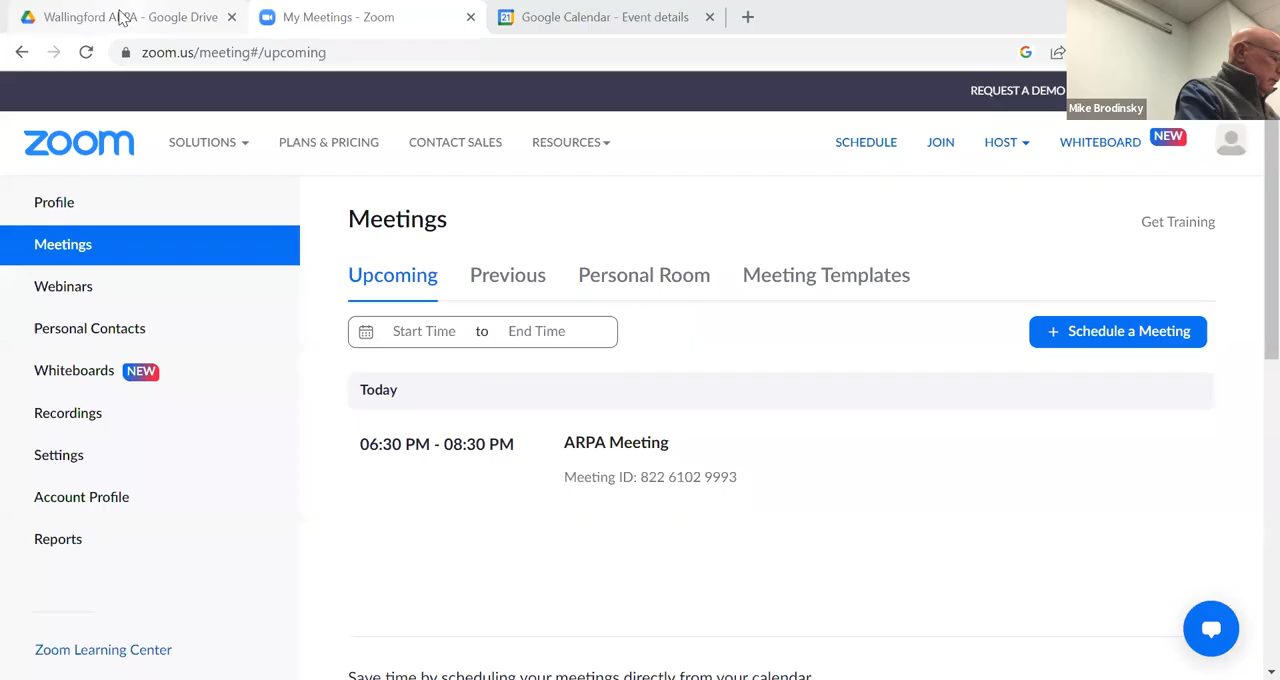 Wallingford ARPA - Google Drive
My Meetings - Zoom
Google Calendar - Event details
zoom.us/meeting#/upcoming
REQUEST A DEMO
Mike Brodinsky
zoom
SOLUTIONS
PLANS & PRICING
CONTACT SALES
RESOURCES
SCHEDULE
JOIN
HOST
WHITEBOARD
NEW
Profile
Meetings
Webinars
Personal Contacts
Whiteboards NEW
Recordings
Settings
Account Profile
Reports
Zoom Learning Center
Meetings
Get Training
Upcoming
Previous
Personal Room
Meeting Templates
Start Time to End Time
+ Schedule a Meeting
Today
06:30 PM - 08:30 PM
ARPA Meeting
Meeting ID: 822 6102 9993
Save time by scheduling your meetings directly from your calendar.